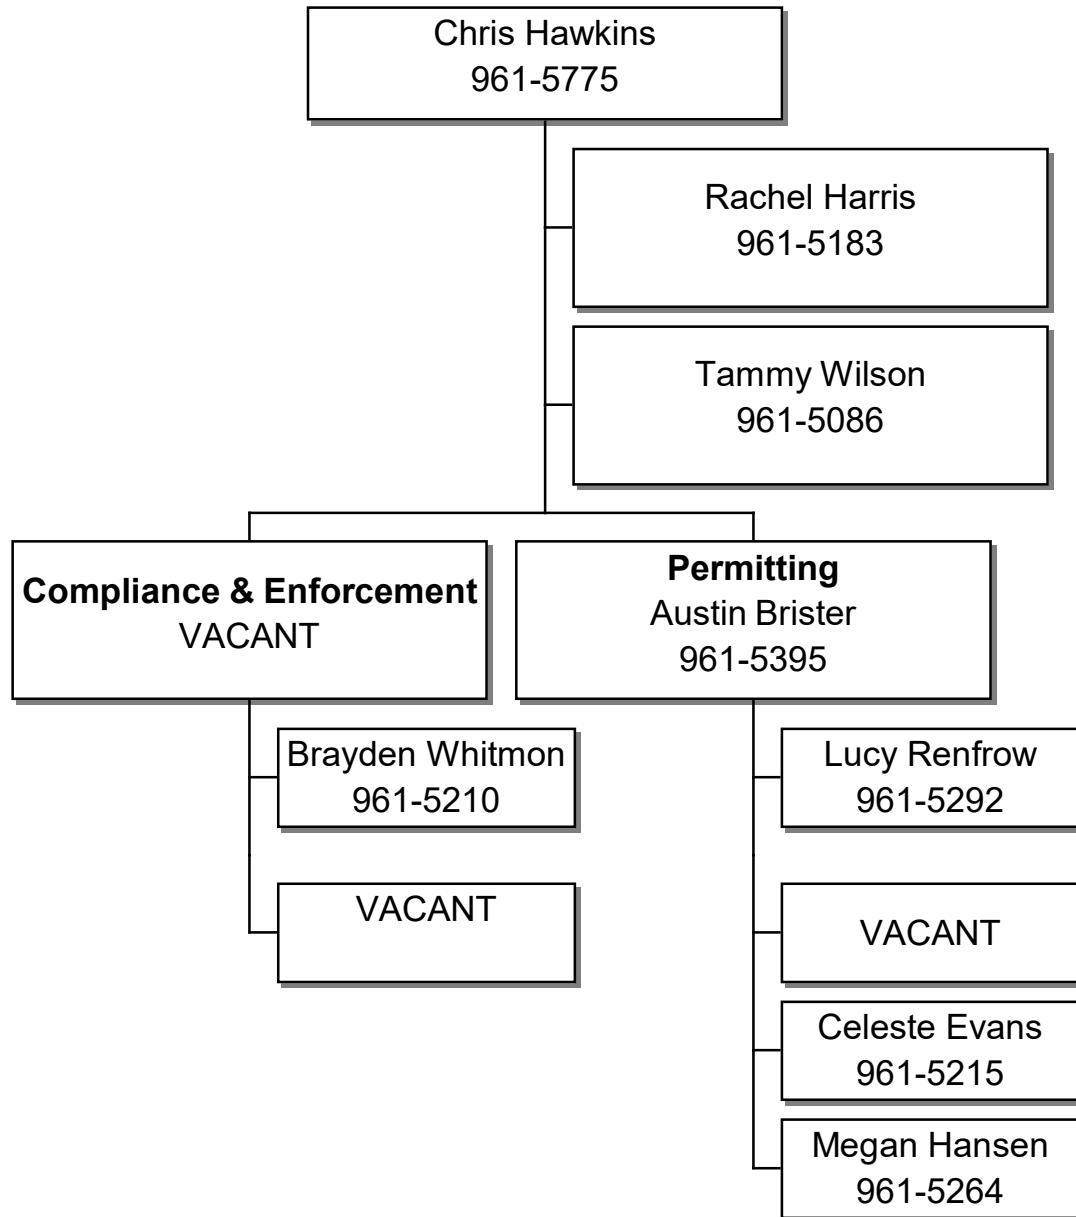 Chris Hawkins
961-5775
Rachel Harris
961-5183
Tammy Wilson
961-5086
Compliance & Enforcement
VACANT
Permitting
Austin Brister
961-5395
Brayden Whitmon
961-5210
VACANT
Lucy Renfrow
961-5292
VACANT
Celeste Evans
961-5215
Megan Hansen
961-5264